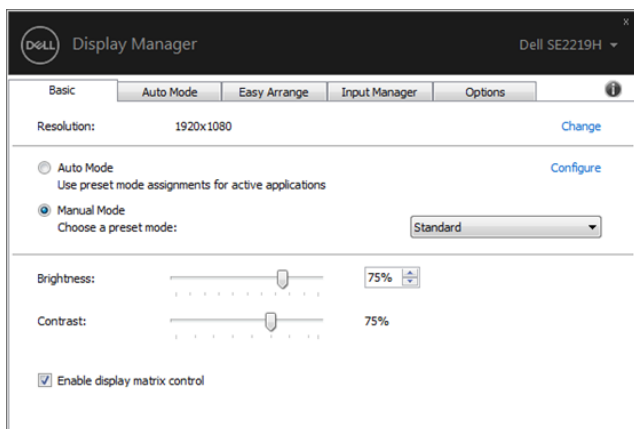 x
DELL Display Manager Dell SE2219H
Basic Auto Mode Easy Arrange Input Manager Options i
Resolution: 1920x1080 Change
Auto Mode Configure
Use preset mode assignments for active applications
Manual Mode
Choose a preset mode: Standard
Brightness: 75%
Contrast: 75%
Enable display matrix control